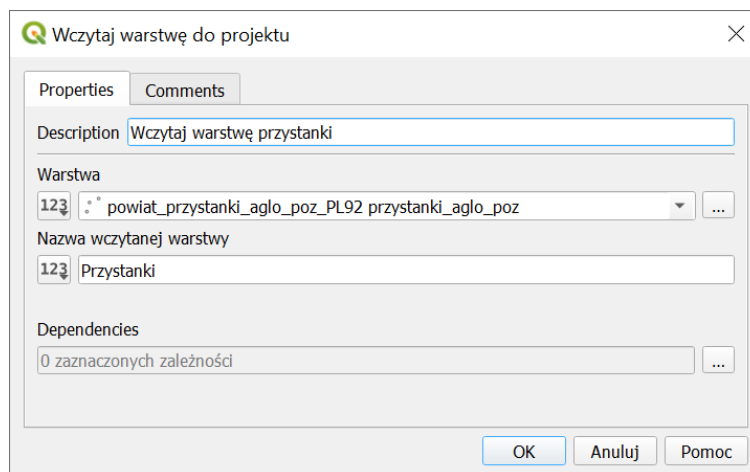 Wczytaj warstwę do projektu
Properties Comments
Description Wczytaj warstwę przystanki
Warstwa
123 powiat_przystanki_aglo_poz_PL92 przystanki_aglo_poz ...
Nazwa wczytanej warstwy
123 Przystanki
Dependencies
0 zaznaczonych zależności ...
OK Anuluj Pomoc